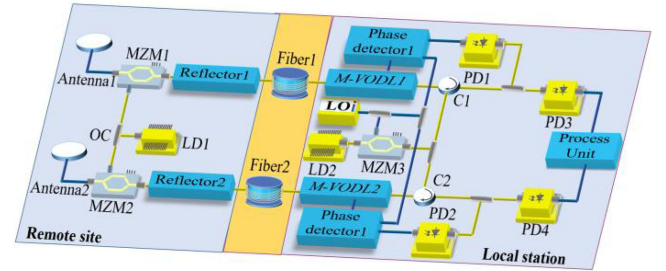 Phase
detector1
PD1
MZM1
Fiber1
Antenna1
Reflector1
M-VODL1
C1
PD3
LOi
OC
LD1
LD2
MZM3
Process
Unit
Fiber2
C2
Antenna2
Reflector2
M-VODL2
MZM2
PD2
PD4
Phase
detector1
Remote site
Local station